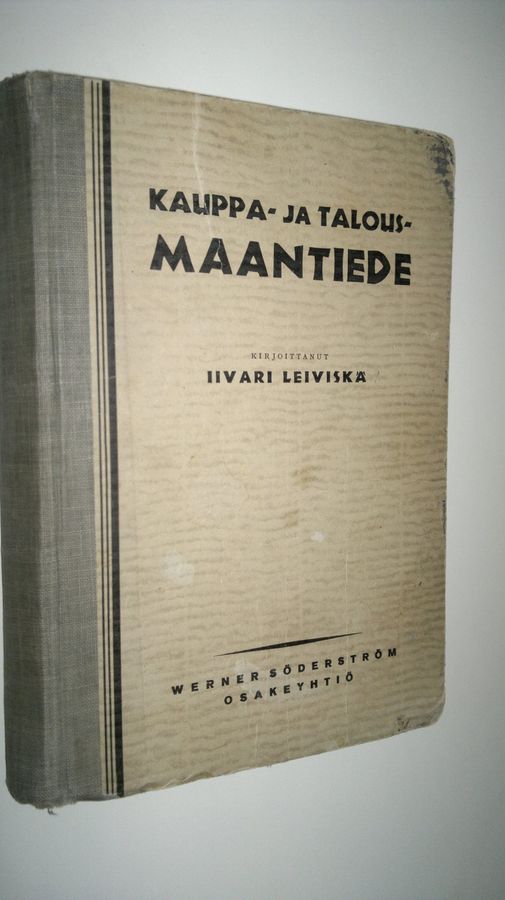 KAUPPA- JA TALOUS-
MAANTIEDE
KIRJOITTANUT
IIVARI LEIVISKÄ
WERNER SÖDERSTRÖM
OSAKEYHTIÖ